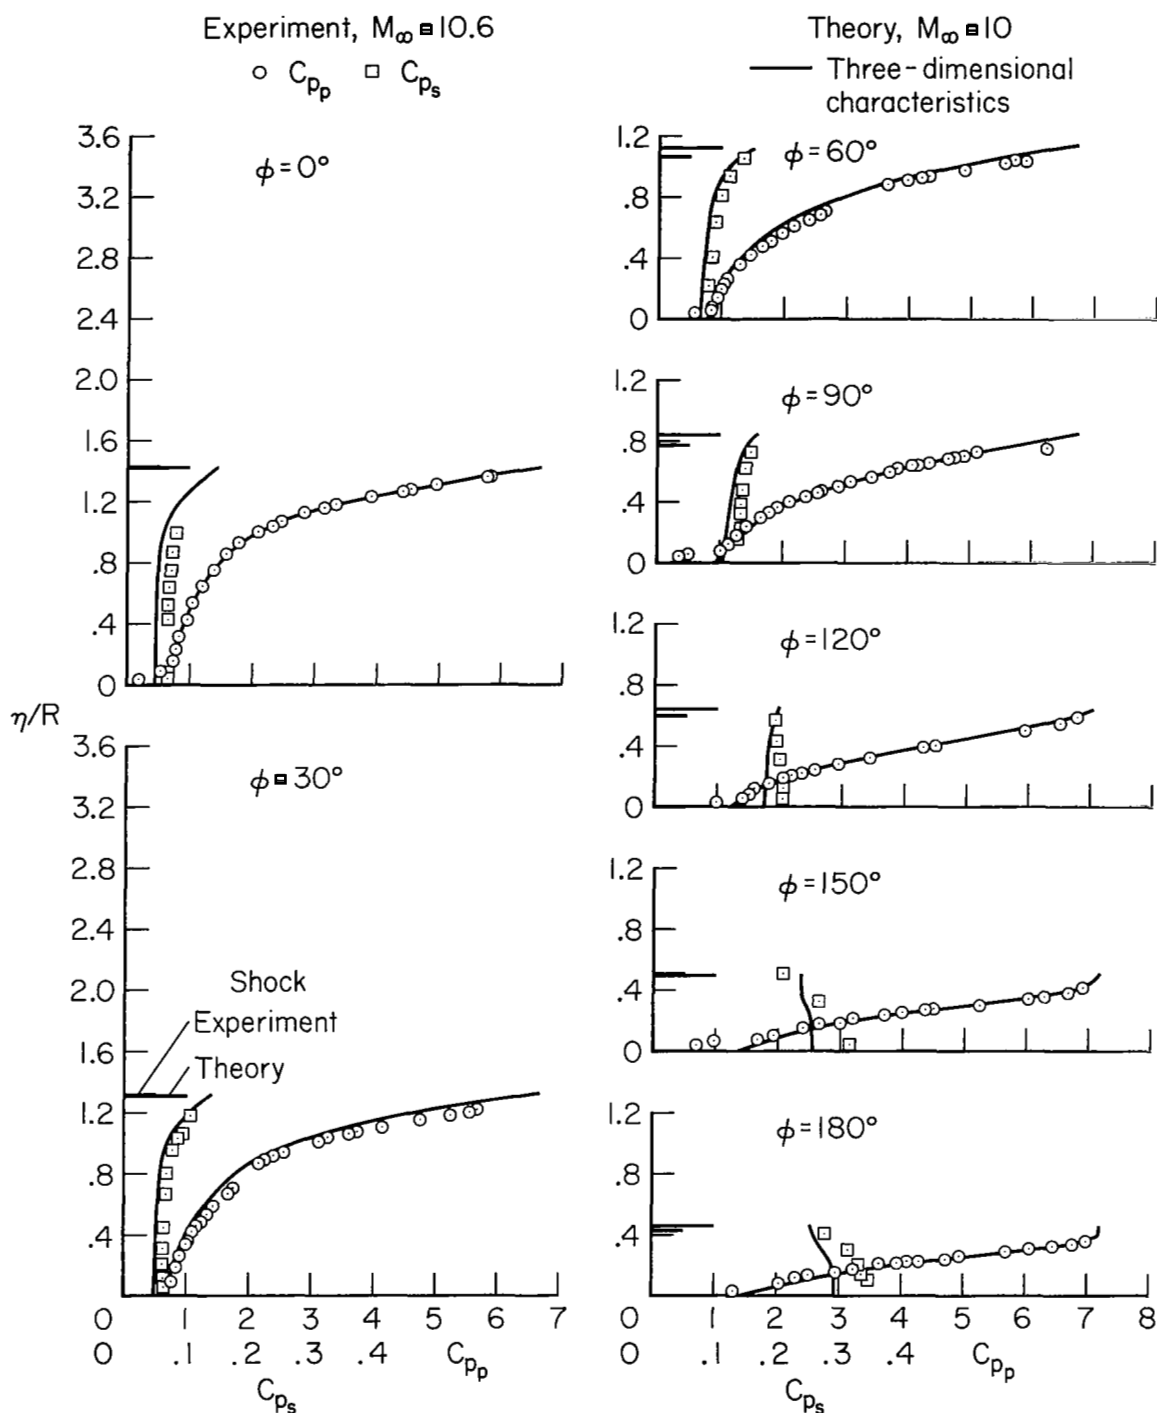 Experiment, M∞ = 10.6
○ Cpp □ Cps
Theory, M∞ = 10
Three-dimensional
characteristics
η/R
ϕ = 0°
3.6
3.2
2.8
2.4
2.0
1.6
1.2
.8
.4
0
ϕ = 30°
3.6
3.2
2.8
2.4
2.0
1.6
1.2
.8
.4
Shock
Experiment
Theory
0 1 2 3 4 5 6 7
0 .1 .2 .3 .4 Cpp
Cps
ϕ = 60°
1.2
.8
.4
0
ϕ = 90°
1.2
.8
.4
0
ϕ = 120°
1.2
.8
.4
0
ϕ = 150°
1.2
.8
.4
0
ϕ = 180°
1.2
.8
.4
0 1 2 3 4 5 6 7 8
0 .1 .2 .3 .4 Cpp
Cps